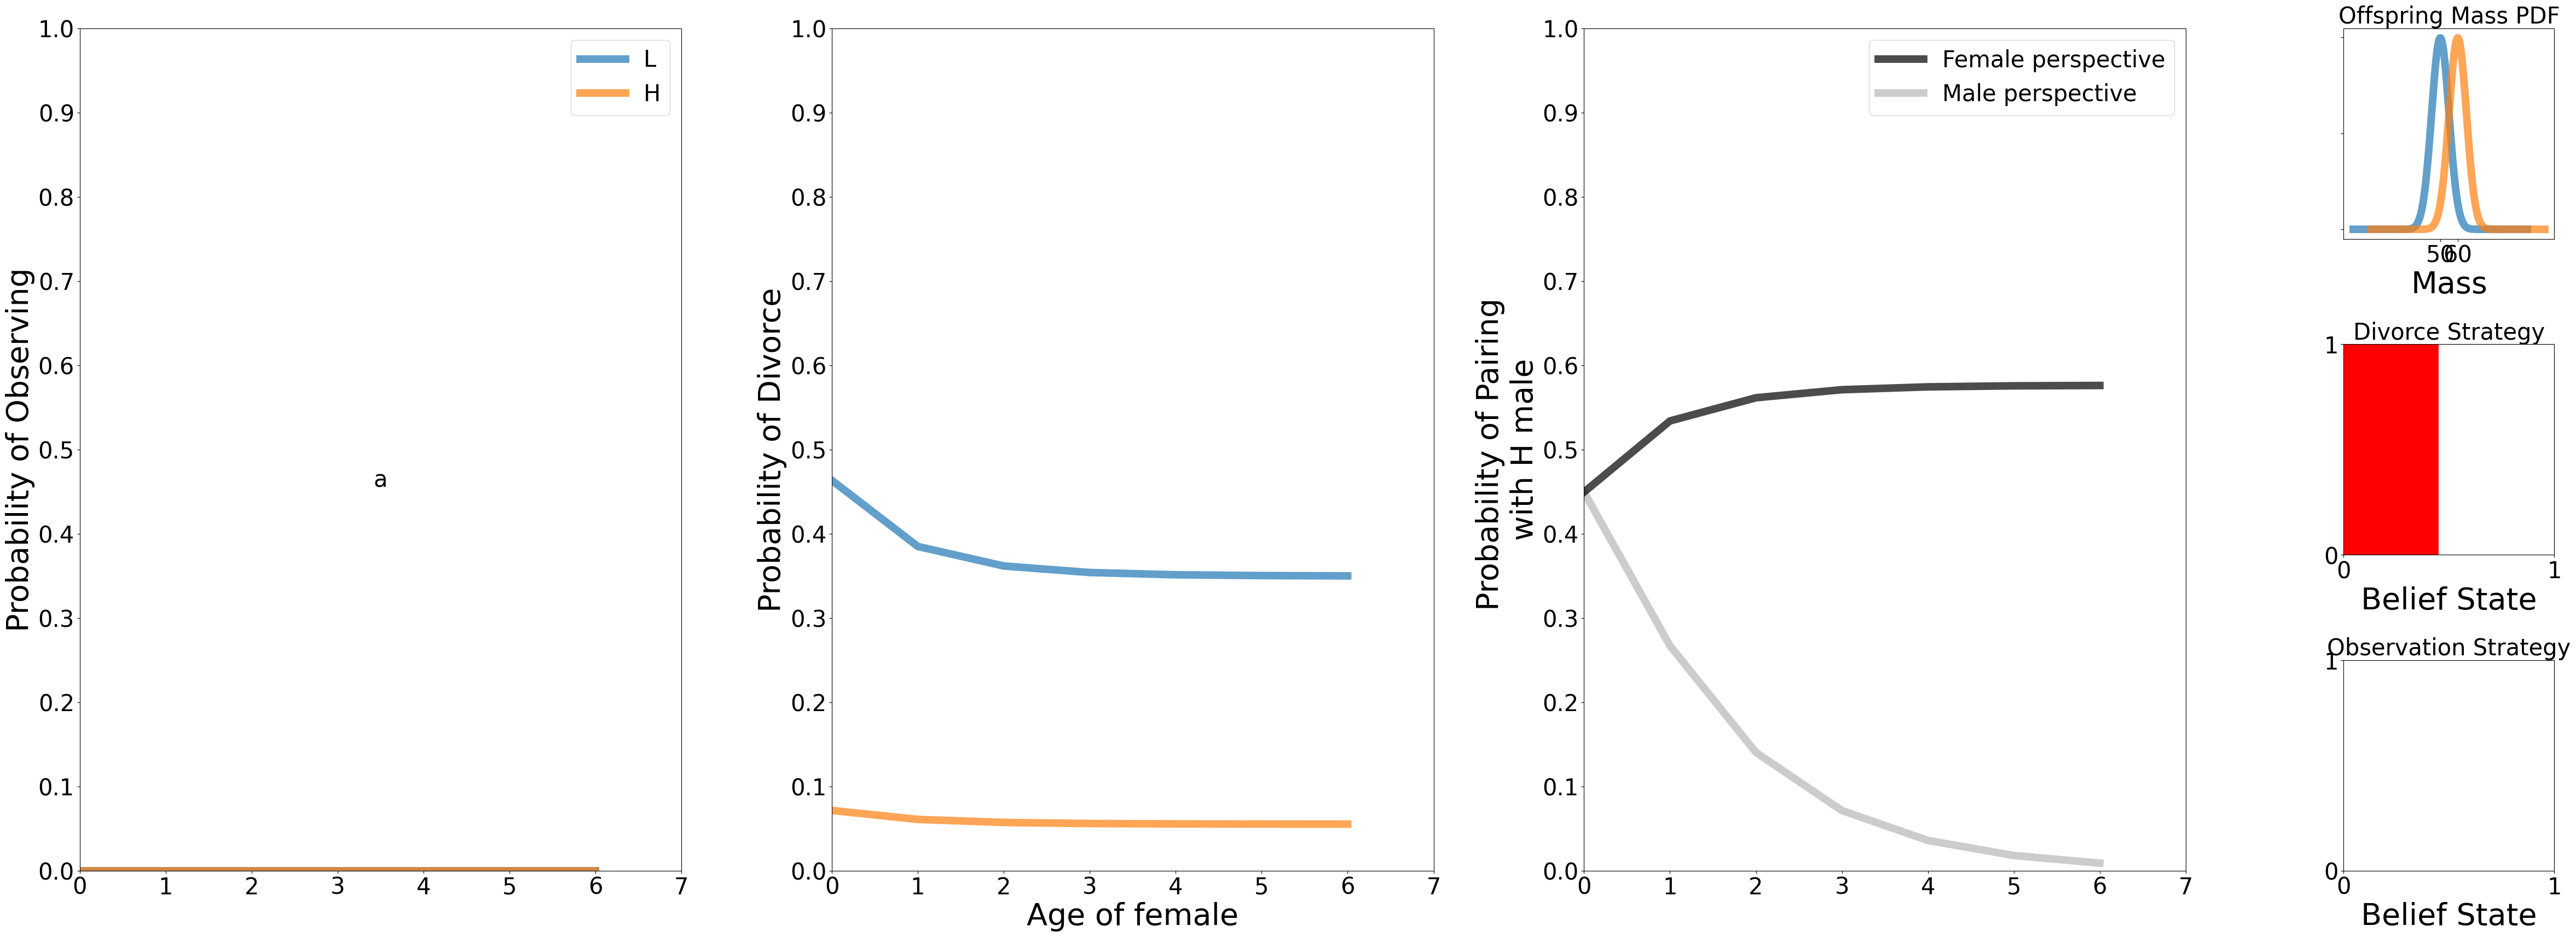 Probability of Observing
1.0
0.9
0.8
0.7
0.6
0.5
0.4
0.3
0.2
0.1
0.0
0 1 2 3 4 5 6 7
L
H
a
Probability of Divorce
1.0
0.9
0.8
0.7
0.6
0.5
0.4
0.3
0.2
0.1
0.0
0 1 2 3 4 5 6 7
Age of female
Probability of Pairing
with H male
1.0
0.9
0.8
0.7
0.6
0.5
0.4
0.3
0.2
0.1
0.0
0 1 2 3 4 5 6 7
Female perspective
Male perspective
Offspring Mass PDF
50 60
Mass
Divorce Strategy
1
0
0 1
Belief State
Observation Strategy
1
0
0 1
Belief State